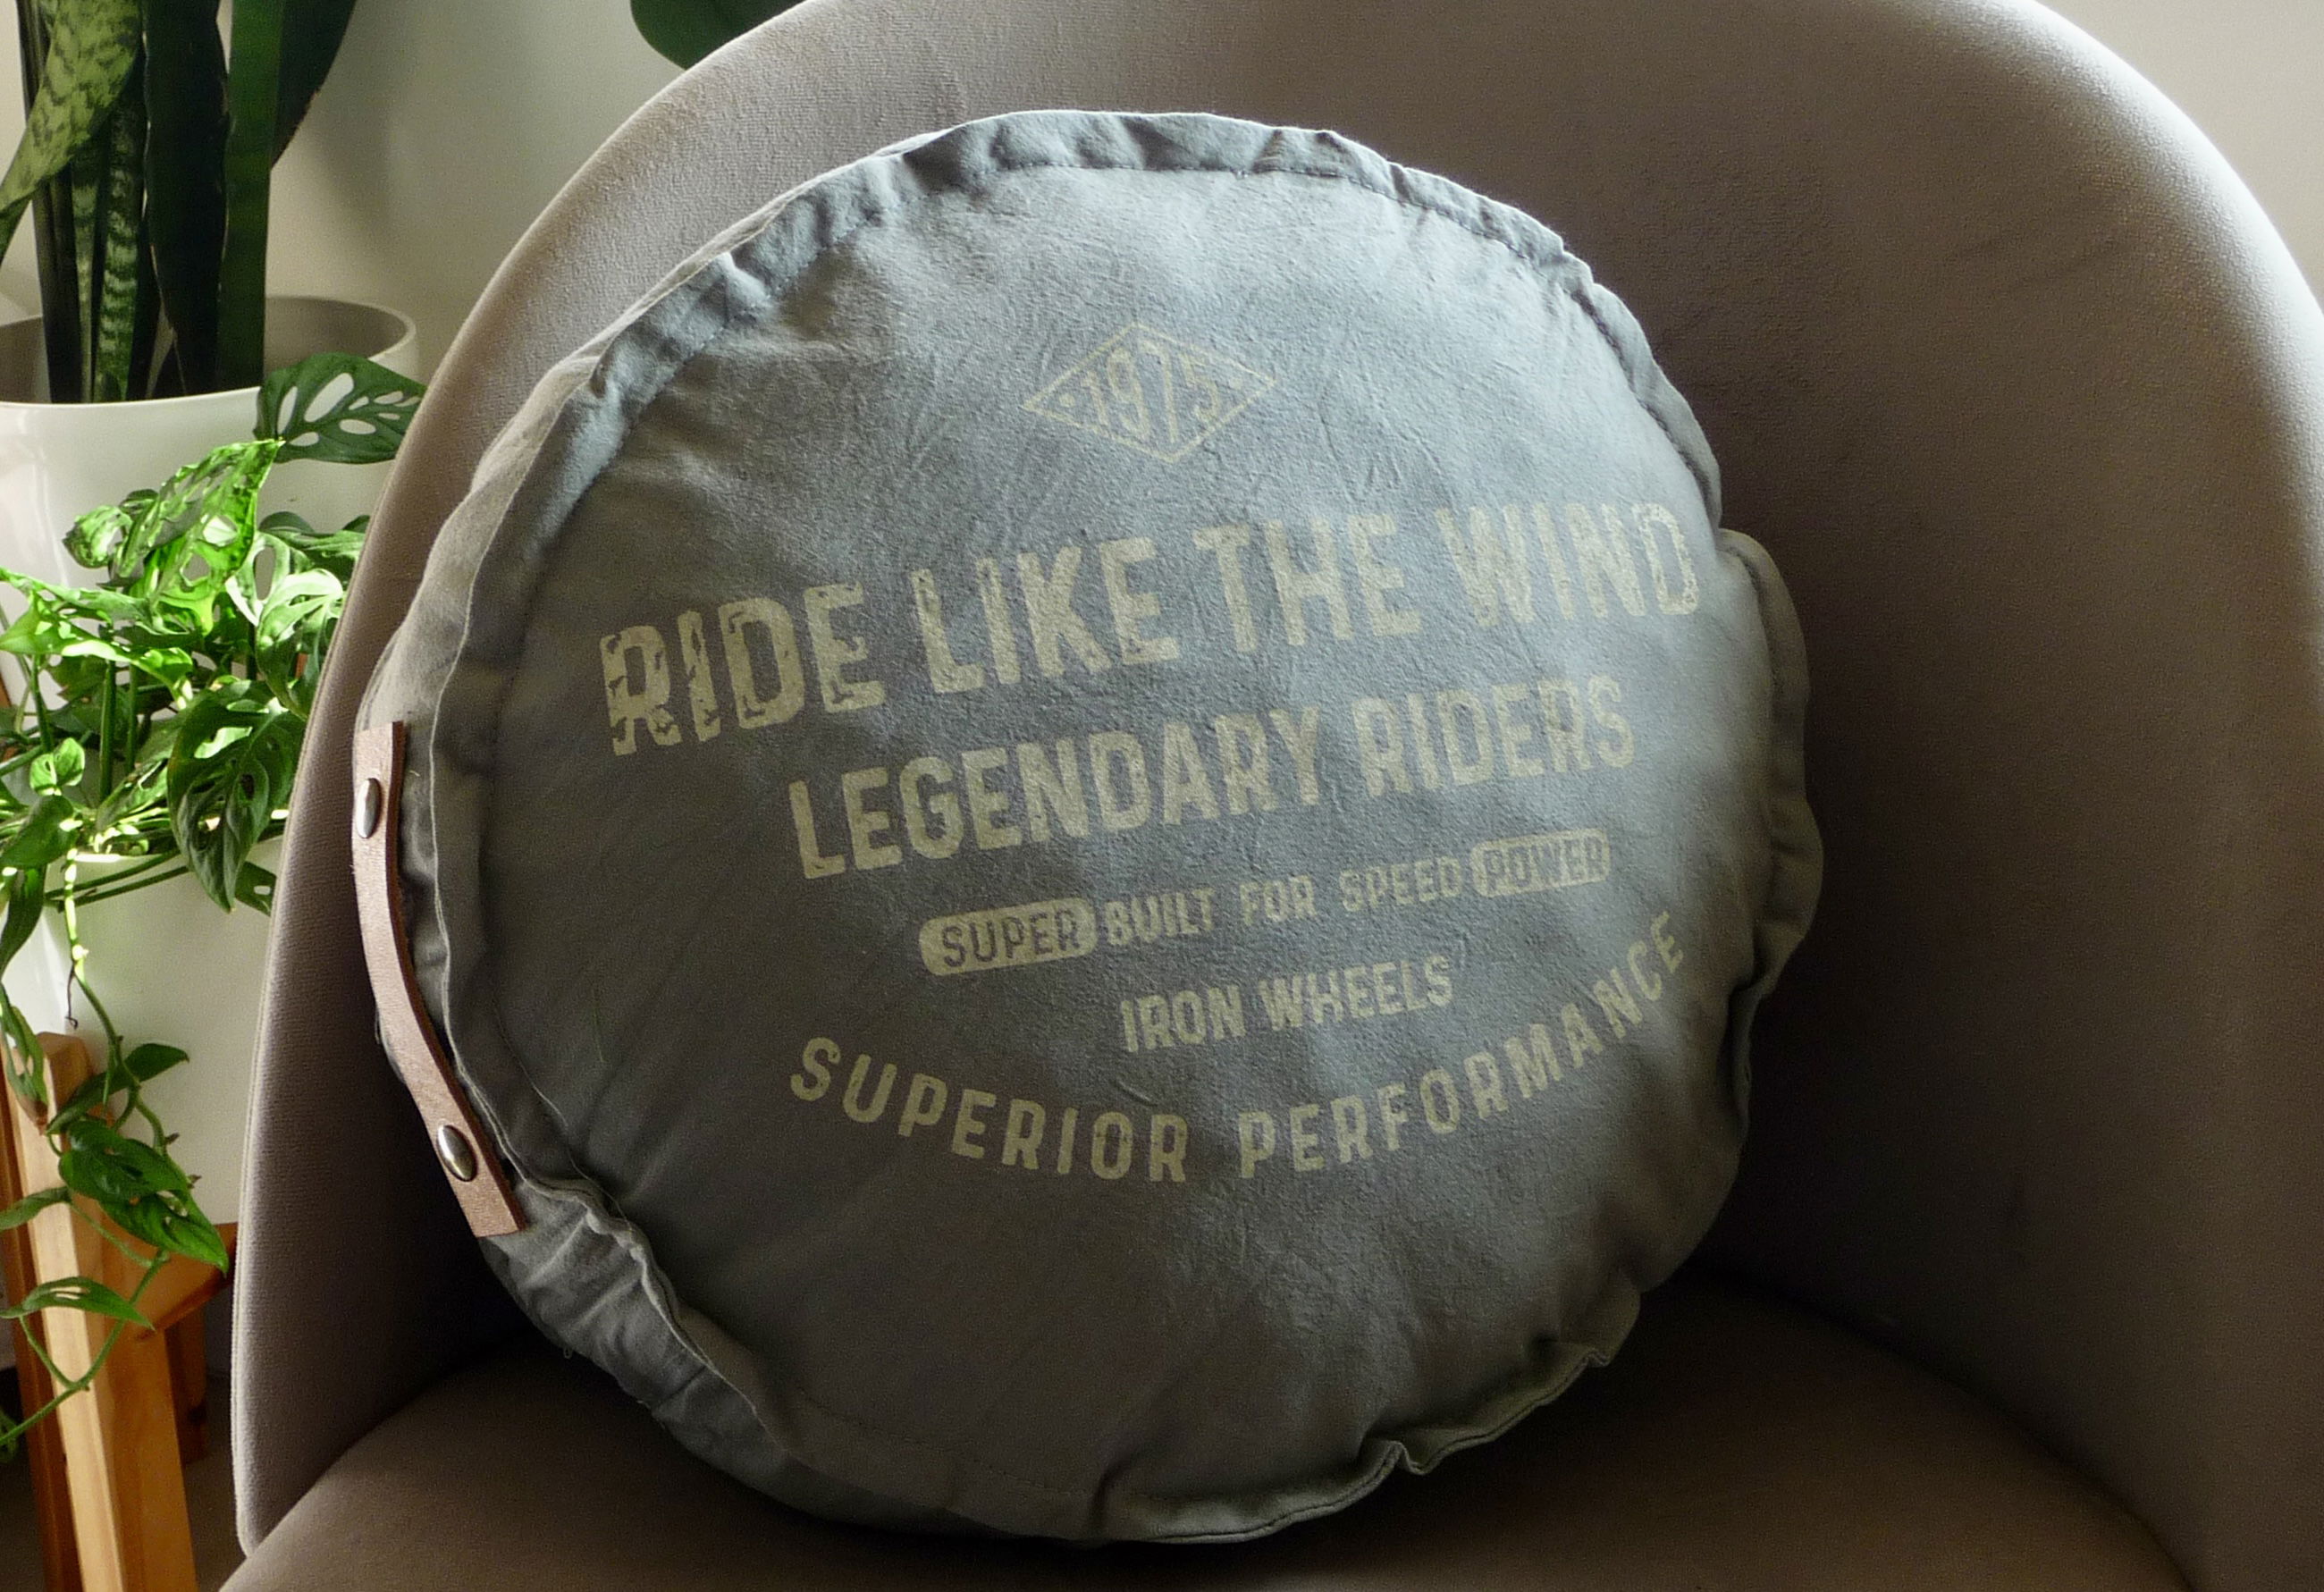 ·1975·
RIDE LIKE THE WIND
LEGENDARY RIDERS
SUPER BUILT FOR SPEED POWER
IRON WHEELS
SUPERIOR PERFORMANCE